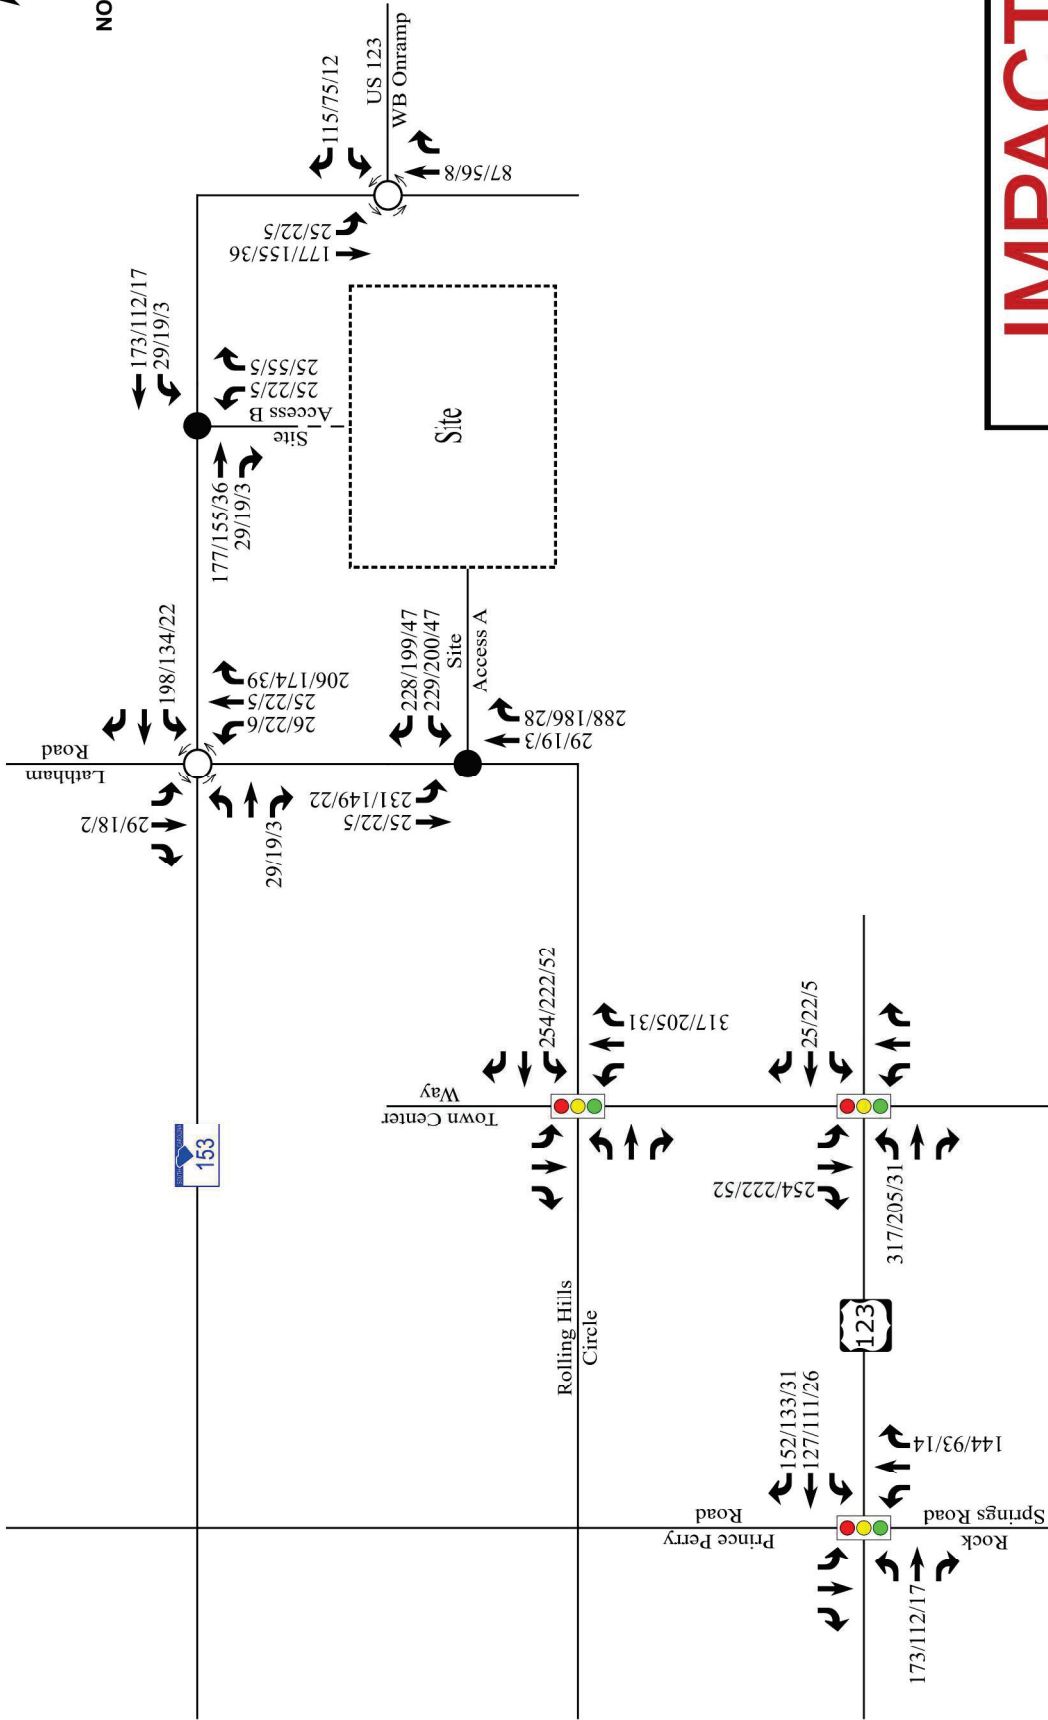 NO
115/75/12
US 123
WB Onramp
87/56/8
25/22/5
177/155/36
173/112/17
29/19/3
25/55/5
25/22/5
Site
Access B
177/155/36
29/19/3
Site
198/134/22
206/174/39
25/22/5
26/22/6
Lathham
Road
29/18/2
29/19/3
228/199/47
229/200/47
Site
Access A
288/186/28
29/19/3
231/149/22
25/22/5
153
254/222/52
317/205/31
Town Center
Way
Rolling Hills
Circle
25/22/5
254/222/52
317/205/31
123
152/133/31
127/111/26
144/93/14
Prince Perry
Road
Rock
Springs Road
173/112/17
IMPACT